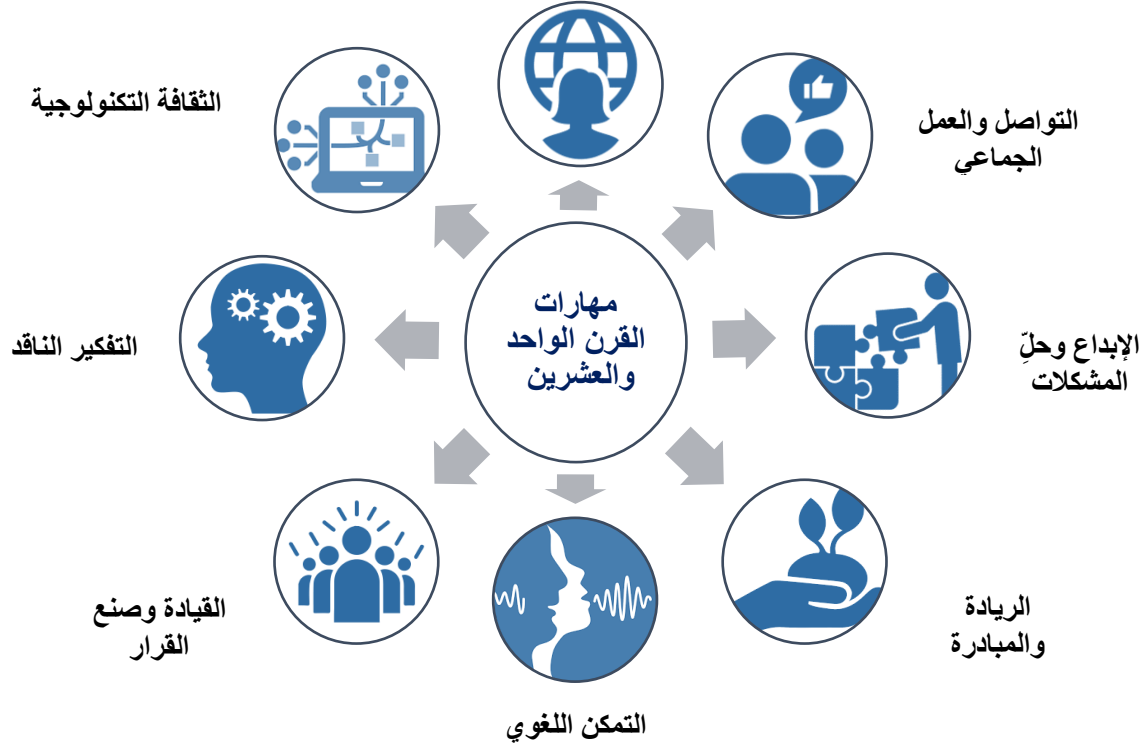 الثقافة التكنولوجية
التواصل والعمل
الجماعي
مهارات
القرن الواحد
والعشرين
التفكير الناقد
الإبداع وحلِّ
المشكلات
القيادة وصنع
القرار
الريادة
والمبادرة
التمكن اللغوي